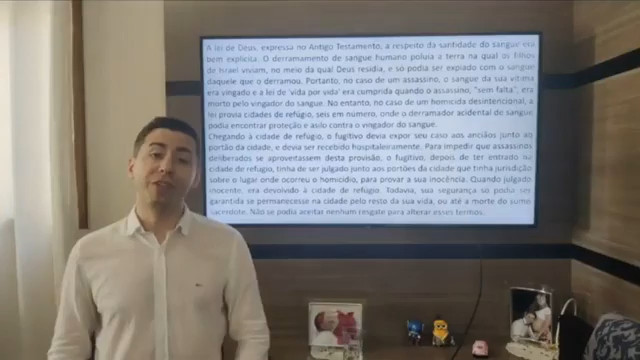 A lei de Deus, expressa no Antigo Testamento, a respeito da santidade do sangue era
bem explícita. O derramamento de sangue humano poluía a terra na qual os filhos
de Israel viviam, no meio da qual Deus residia, e só podia ser expiado com o sangue
daquele que o derramou. Portanto, no caso de um assassino, o sangue da sua vítima
era vingado e a lei de 'vida por vida' era cumprida quando o assassino, "sem falta", era
morto pelo vingador do sangue. No entanto, no caso de um homicida desintencional, a
lei provia cidades de refúgio, seis em número, onde o derramador acidental de sangue
podia encontrar proteção e asilo contra o vingador do sangue.
Chegando à cidade de refúgio, o fugitivo devia expor seu caso aos anciãos junto ao
portão da cidade, e devia ser recebido hospitaleiramente. Para impedir que assassinos
deliberados se aproveitassem desta provisão, o fugitivo, depois de ter entrado na
cidade de refúgio, tinha de ser julgado junto aos portões da cidade que tinha jurisdição
sobre o lugar onde ocorreu o homicídio, para provar a sua inocência. Quando julgado
inocente, era devolvido à cidade de refúgio. Todavia, sua segurança só podia ser
garantida se permanecesse na cidade pelo resto da sua vida, ou até a morte do sumo
sacerdote. Não se podia aceitar nenhum resgate para alterar esses termos.